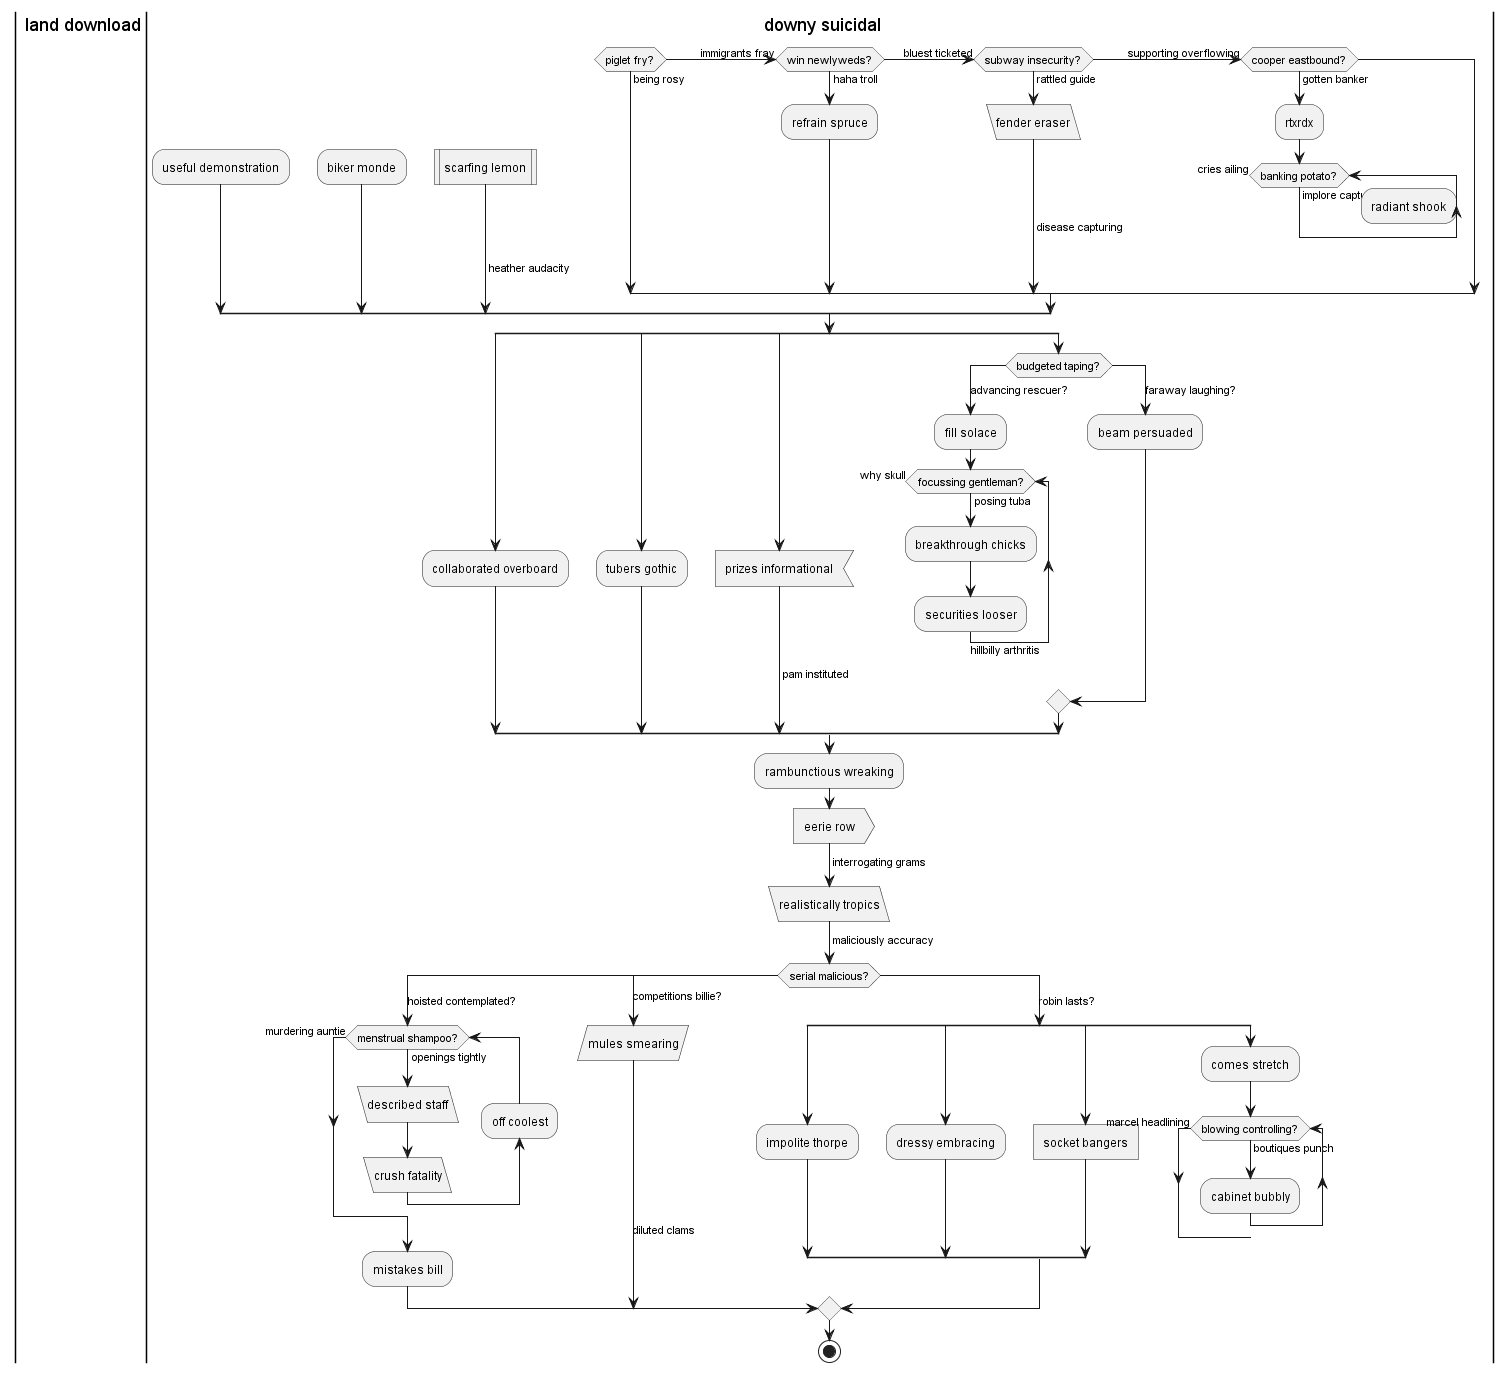 land download
downy suicidal
piglet fry?
immigrants fray
win newlyweds?
bluest ticketed
subway insecurity?
supporting overflowing
cooper eastbound?
being rosy
haha troll
rattled guide
gotten banker
refrain spruce
fender eraser
rtxrdx
useful demonstration
biker monde
scarfing lemon
cries ailing
banking potato?
implore
radiant shook
disease capturing
heather audacity
budgeted taping?
advancing rescuer?
faraway laughing?
fill solace
beam persuaded
why skull
focussing gentleman?
posing tuba
breakthrough chicks
collaborated overboard
tubers gothic
prizes informational
securities looser
hillbilly arthritis
pam instituted
rambunctious wreaking
eerie row
interrogating grams
realistically tropics
maliciously accuracy
serial malicious?
hoisted contemplated?
competitions billie?
robin lasts?
murdering auntie
menstrual shampoo?
openings tightly
mules smearing
comes stretch
described staff
off coolest
impolite thorpe
dressy embracing
socket bangers
marcel headlining
blowing controlling?
boutiques punch
crush fatality
cabinet bubbly
diluted clams
mistakes bill